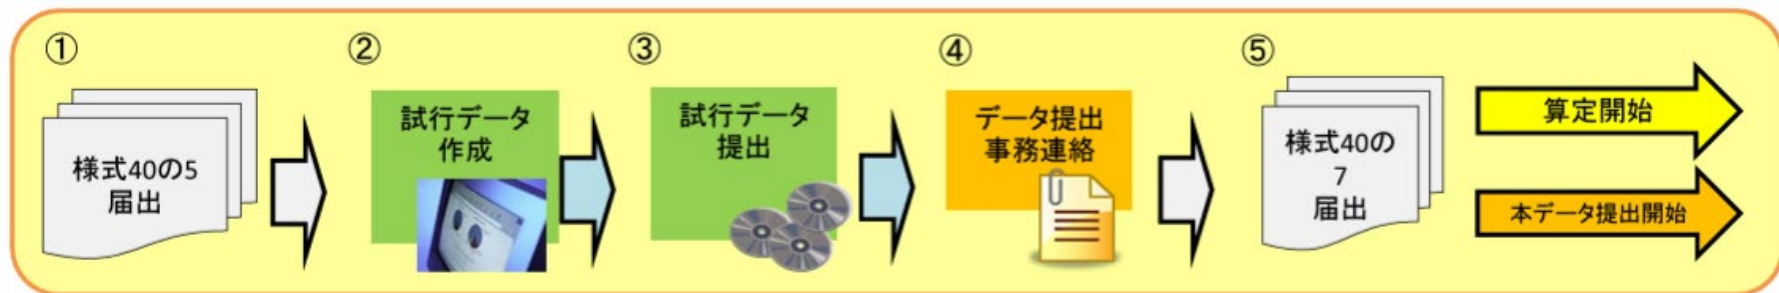 ①
様式40の5
届出
②
試行データ
作成
③
試行データ
提出
④
データ提出
事務連絡
⑤
様式40の
7
届出
算定開始
本データ提出開始